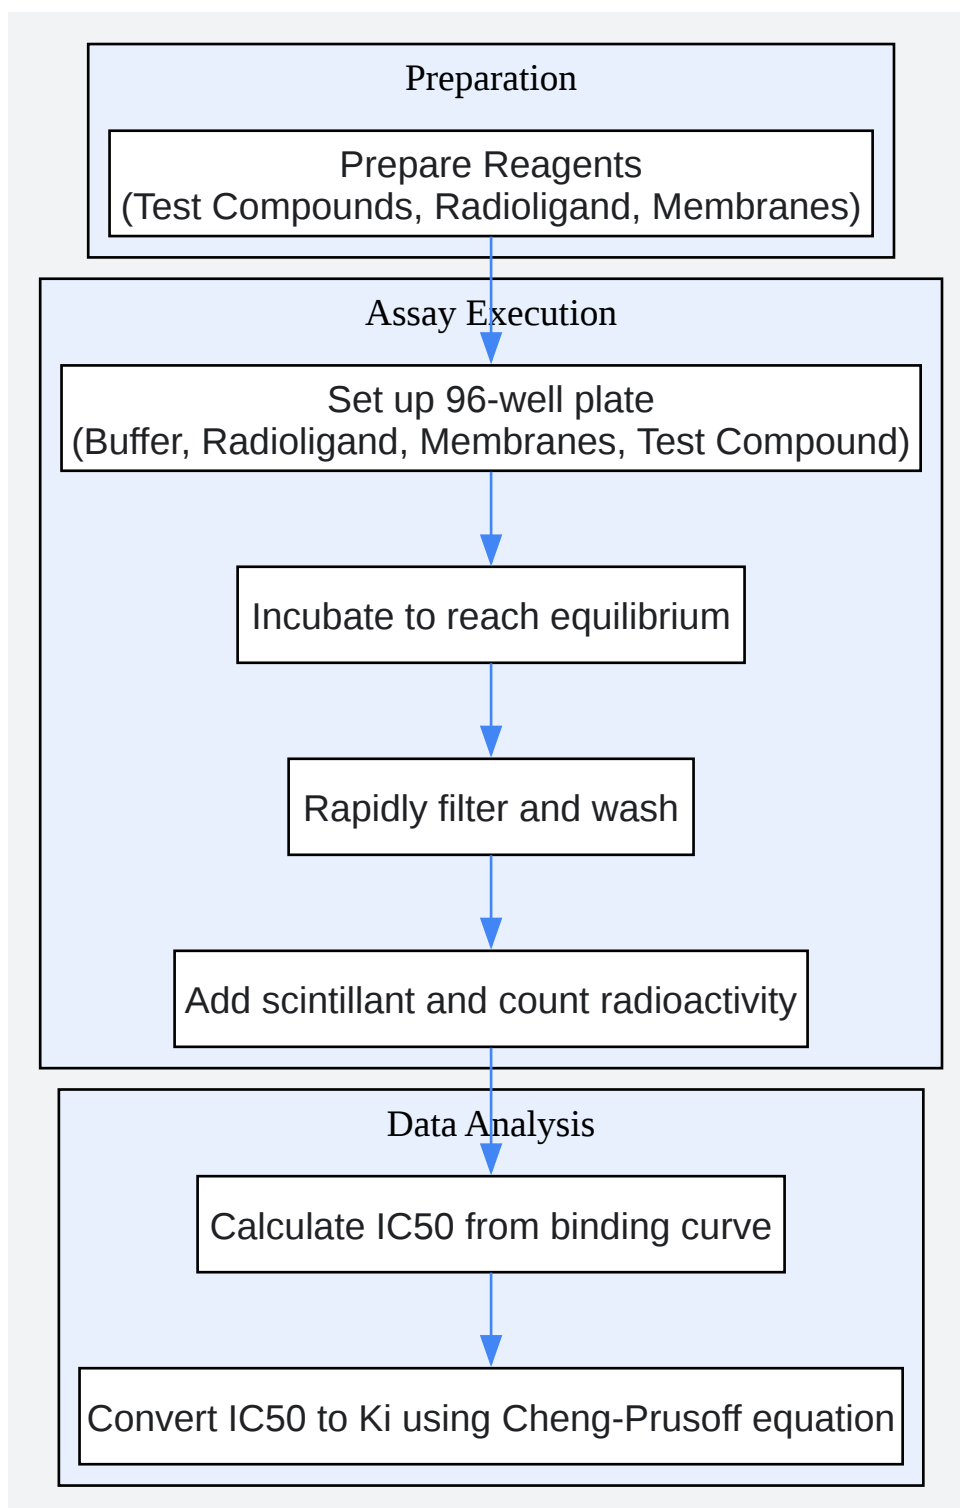 Preparation
Prepare Reagents
(Test Compounds, Radioligand, Membranes)
Assay Execution
Set up 96-well plate
(Buffer, Radioligand, Membranes, Test Compound)
Incubate to reach equilibrium
Rapidly filter and wash
Add scintillant and count radioactivity
Data Analysis
Calculate IC50 from binding curve
Convert IC50 to Ki using Cheng-Prusoff equation